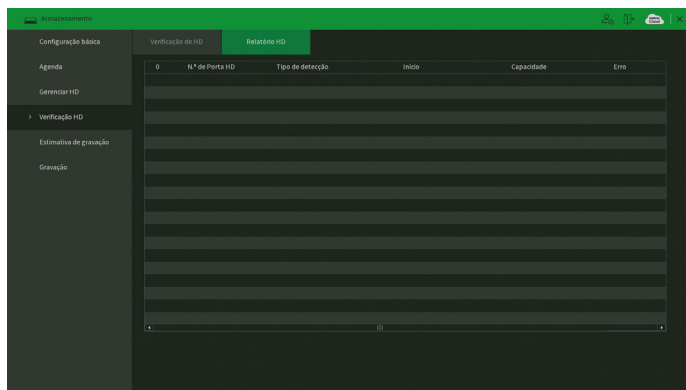 Armazenamento
Configuração básica
Verificação de HD
Relatório HD
Agenda
0 N.º de Porta HD Tipo de detecção Início Capacidade Erro
Gerenciar HD
> Verificação HD
Estimativa de gravação
Gravação